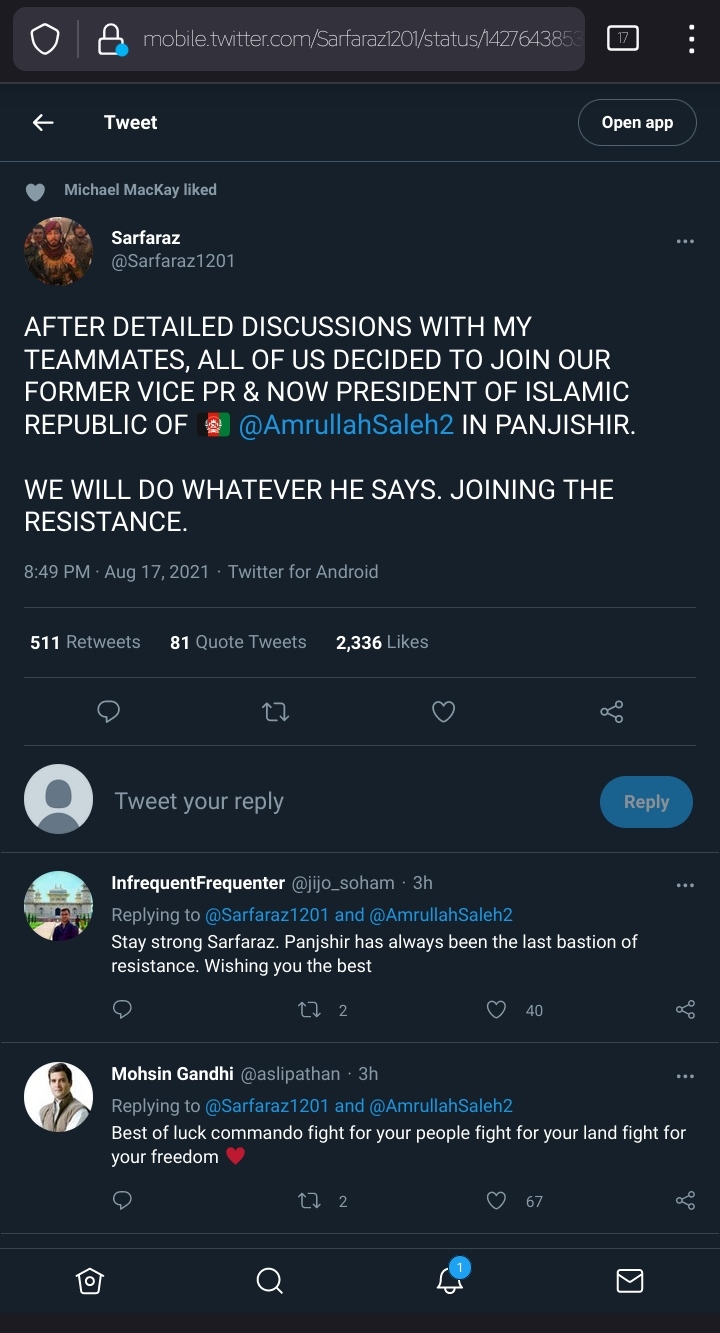 mobile.twitter.com/Sarfaraz1201/status/1427643853
17
Tweet
Open app
Michael MacKay liked
Sarfaraz
@Sarfaraz1201
AFTER DETAILED DISCUSSIONS WITH MY
TEAMMATES, ALL OF US DECIDED TO JOIN OUR
FORMER VICE PR & NOW PRESIDENT OF ISLAMIC
REPUBLIC OF 🇦🇫 @AmrullahSaleh2 IN PANJISHIR.
WE WILL DO WHATEVER HE SAYS. JOINING THE
RESISTANCE.
8:49 PM · Aug 17, 2021 · Twitter for Android
511 Retweets 81 Quote Tweets 2,336 Likes
Tweet your reply
Reply
InfrequentFrequenter @jijo_soham · 3h
Replying to @Sarfaraz1201 and @AmrullahSaleh2
Stay strong Sarfaraz. Panjshir has always been the last bastion of
resistance. Wishing you the best
2 40
Mohsin Gandhi @aslipathan · 3h
Replying to @Sarfaraz1201 and @AmrullahSaleh2
Best of luck commando fight for your people fight for your land fight for
your freedom ♥️
2 67
1